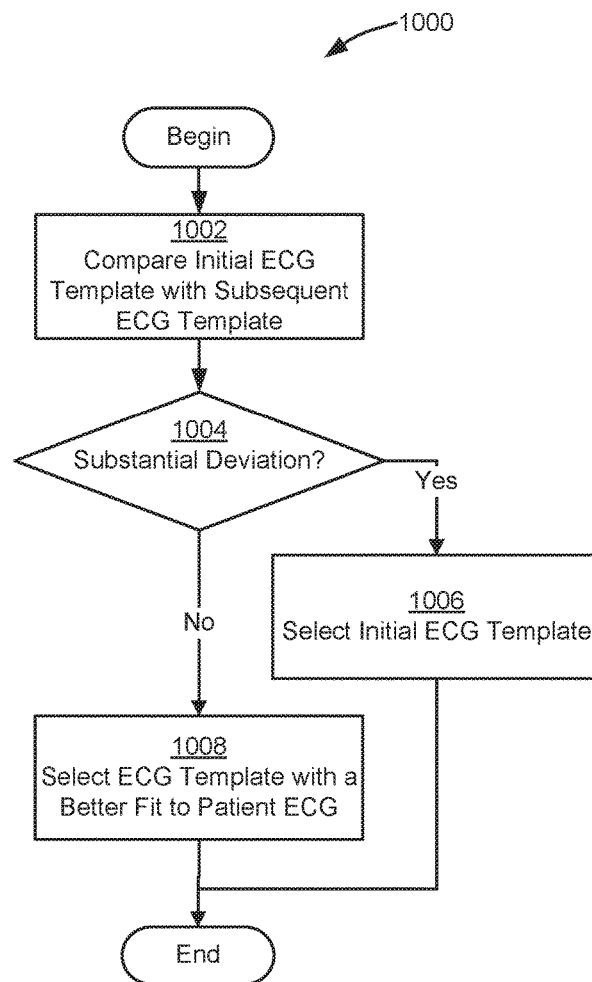 1000
Begin
1002
Compare Initial ECG
Template with Subsequent
ECG Template
1004
Substantial Deviation?
Yes
1006
Select Initial ECG Template
No
1008
Select ECG Template with a
Better Fit to Patient ECG
End